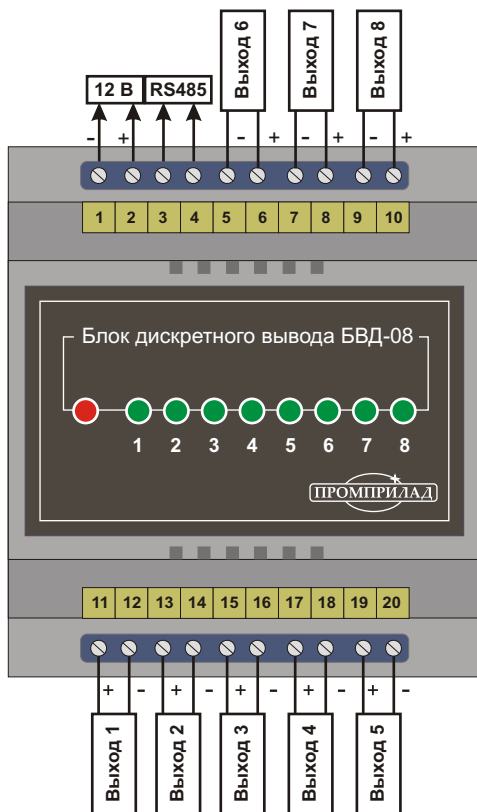 Выход 6
Выход 7
Выход 8
12 В RS485
- + - + - + - +
1 2 3 4 5 6 7 8 9 10
Блок дискретного вывода БВД-08
1 2 3 4 5 6 7 8
ПРОМПРИЛАД
11 12 13 14 15 16 17 18 19 20
+ - + - + - + - + -
Выход 1
Выход 2
Выход 3
Выход 4
Выход 5